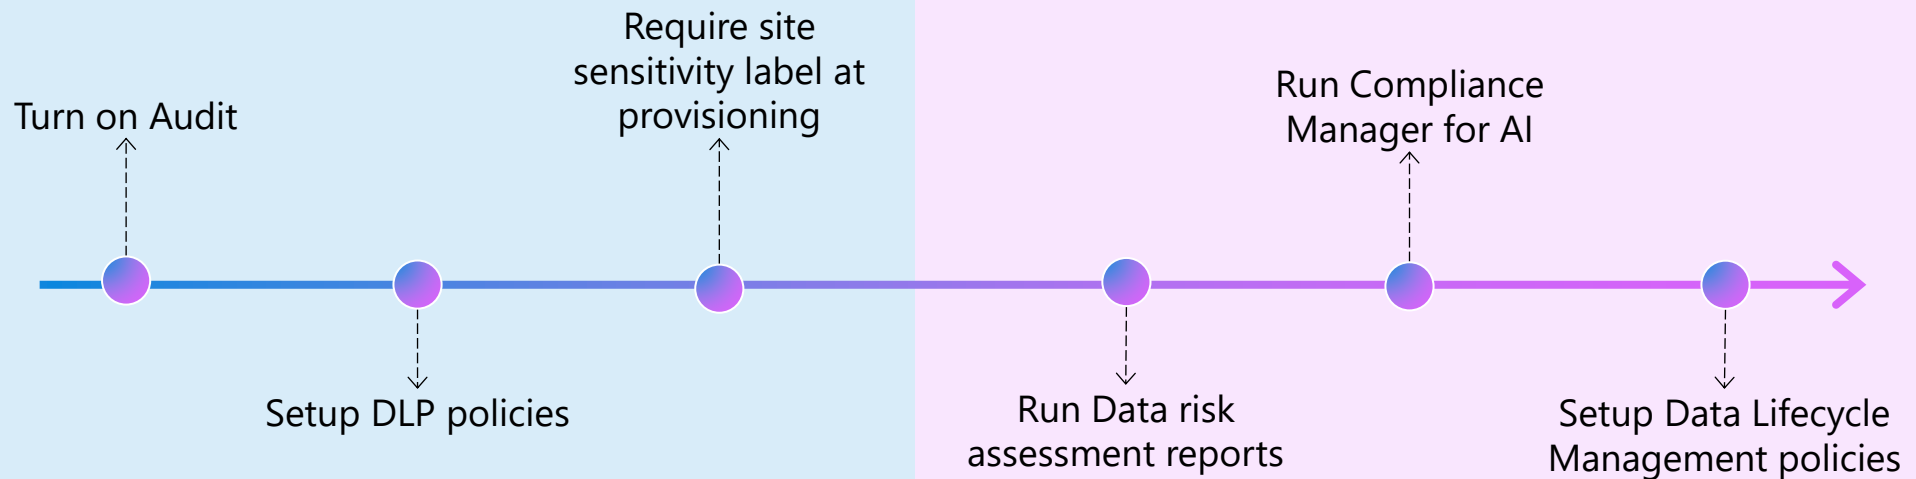 Turn on Audit
Setup DLP policies
Require site
sensitivity label at
provisioning
Run Data risk
assessment reports
Run Compliance
Manager for AI
Setup Data Lifecycle
Management policies